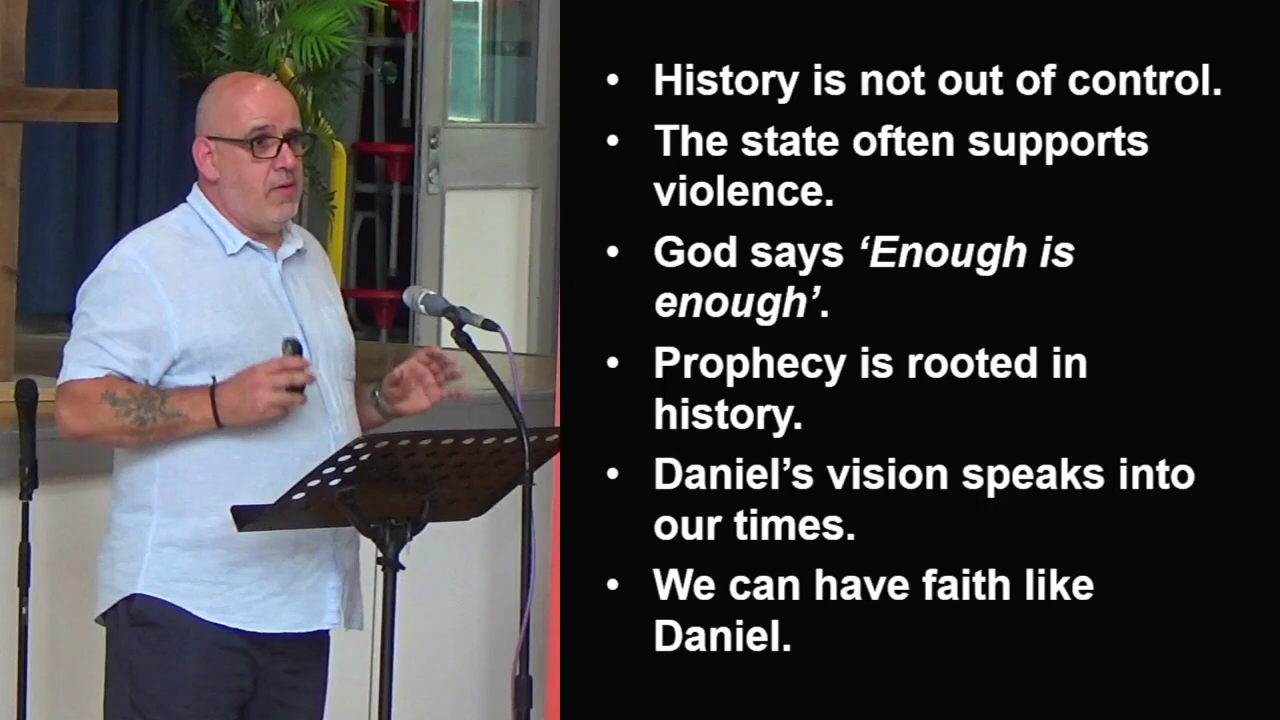 • History is not out of control.
• The state often supports
violence.
• God says ‘Enough is
enough’.
• Prophecy is rooted in
history.
• Daniel’s vision speaks into
our times.
• We can have faith like
Daniel.